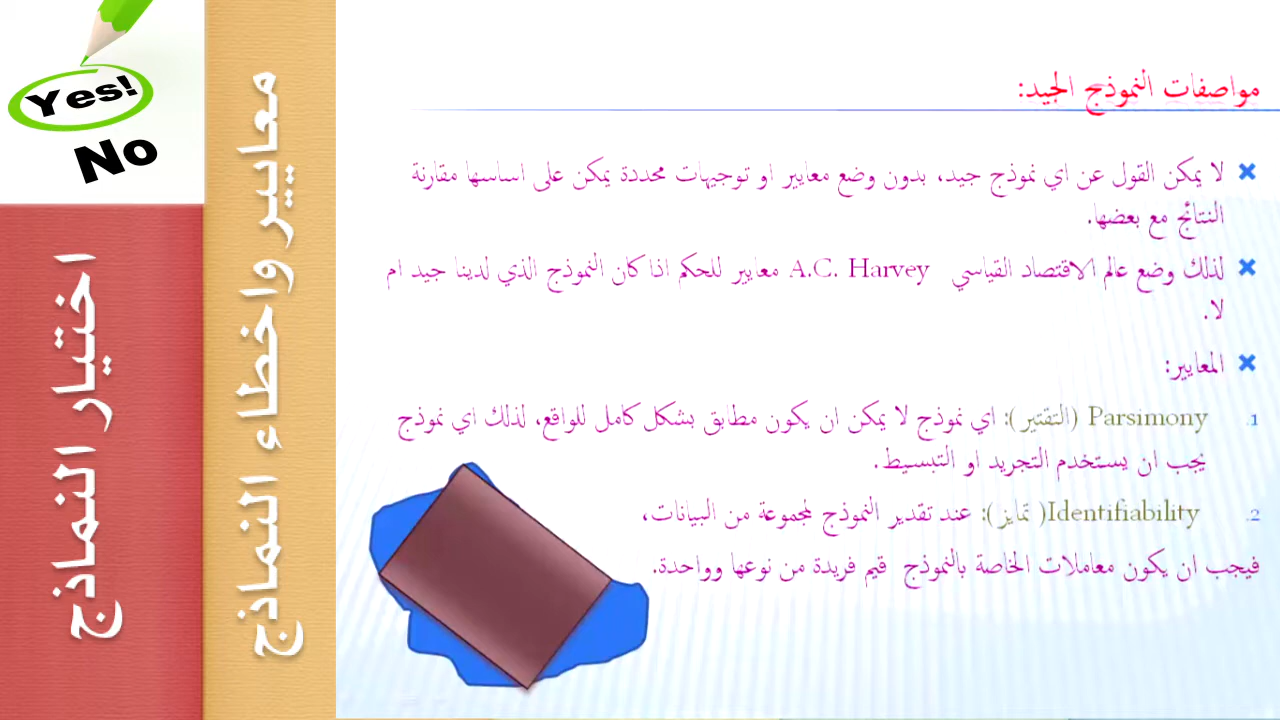 مواصفات النموذج الجيد:
لا يمكن القول عن اي نموذج جيد، بدون وضع معايير او توجيهات محددة يمكن على اساسها مقارنة
النتائج مع بعضها.
لذلك وضع عالم الاقتصاد القياسي A.C. Harvey معايير للحكم اذا كان النموذج الذي لدينا جيد ام
لا.
المعايير:
1. Parsimony (التقتير): اي نموذج لا يمكن ان يكون مطابق بشكل كامل للواقع، لذلك اي نموذج
يجب ان يستخدم التجريد او التبسيط.
2. Identifiability( تمايز): عند تقدير النموذج لمجموعة من البيانات،
فيجب ان يكون معاملات الخاصة بالنموذج قيم فريدة من نوعها وواحدة.
معايير واخطاء النماذج
اختيار النماذج
Yes!
No